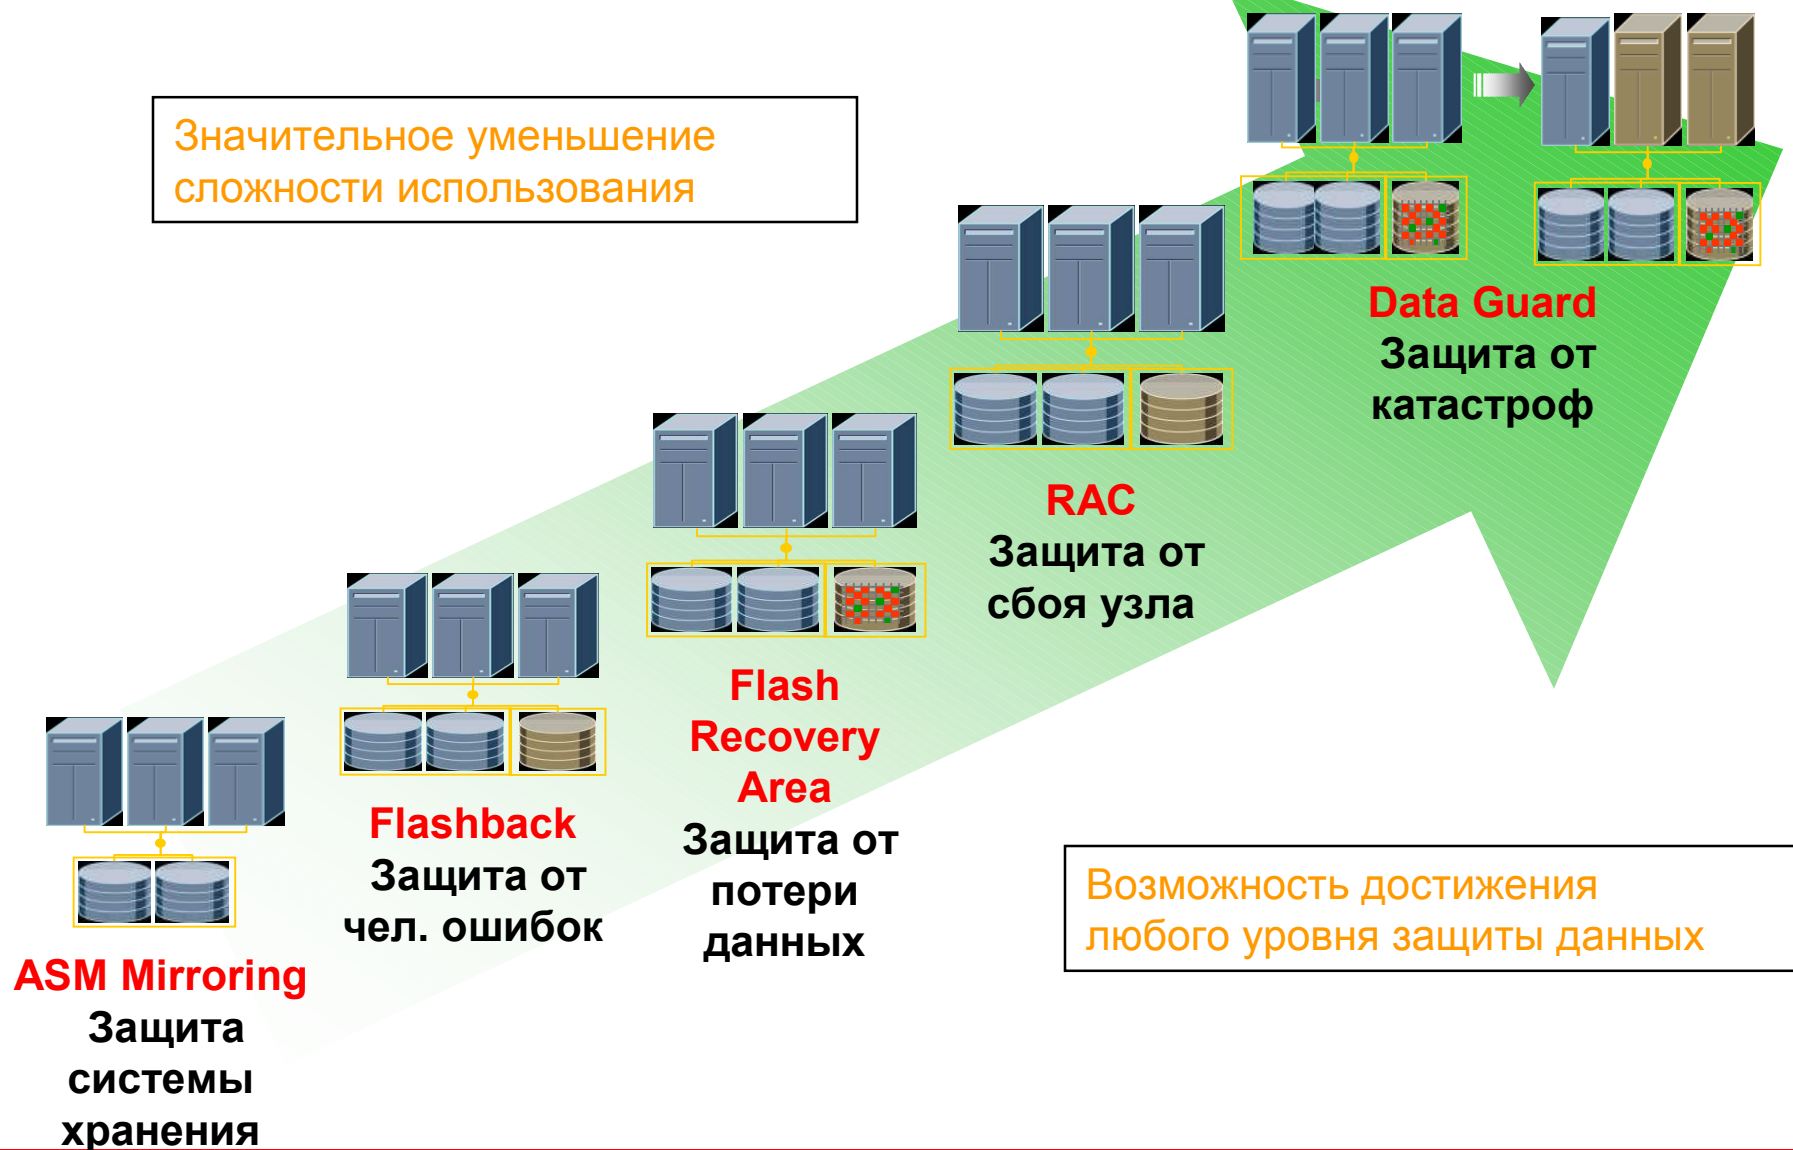 Значительное уменьшение
сложности использования
Data Guard
Защита от
катастроф
RAC
Защита от
сбоя узла
Flash
Recovery
Area
Защита от
потери
данных
Flashback
Защита от
чел. ошибок
ASM Mirroring
Защита
системы
хранения
Возможность достижения
любого уровня защиты данных